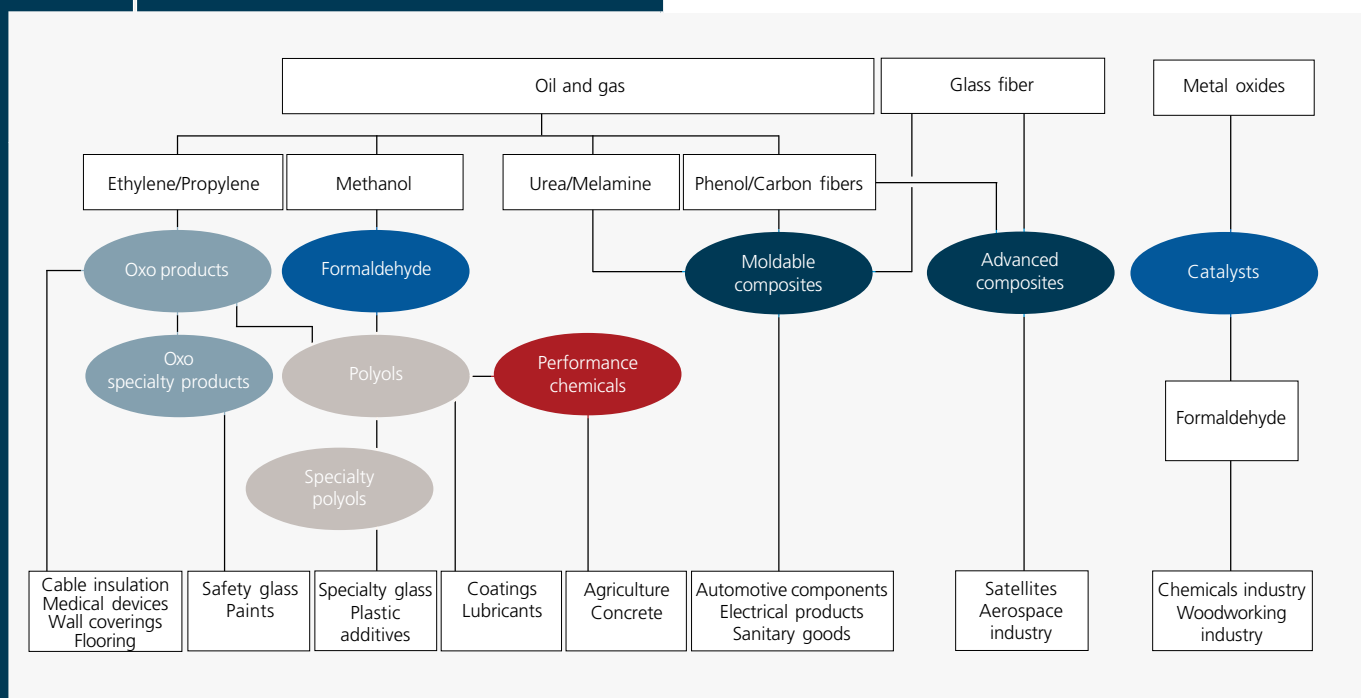 Oil and gas
Glass fiber
Metal oxides
Ethylene/Propylene
Methanol
Urea/Melamine
Phenol/Carbon fibers
Oxo products
Formaldehyde
Moldable
composites
Advanced
composites
Catalysts
Oxo
specialty products
Polyols
Performance
chemicals
Formaldehyde
Specialty
polyols
Cable insulation
Medical devices
Wall coverings
Flooring
Safety glass
Paints
Specialty glass
Plastic
additives
Coatings
Lubricants
Agriculture
Concrete
Automotive components
Electrical products
Sanitary goods
Satellites
Aerospace
industry
Chemicals industry
Woodworking
industry